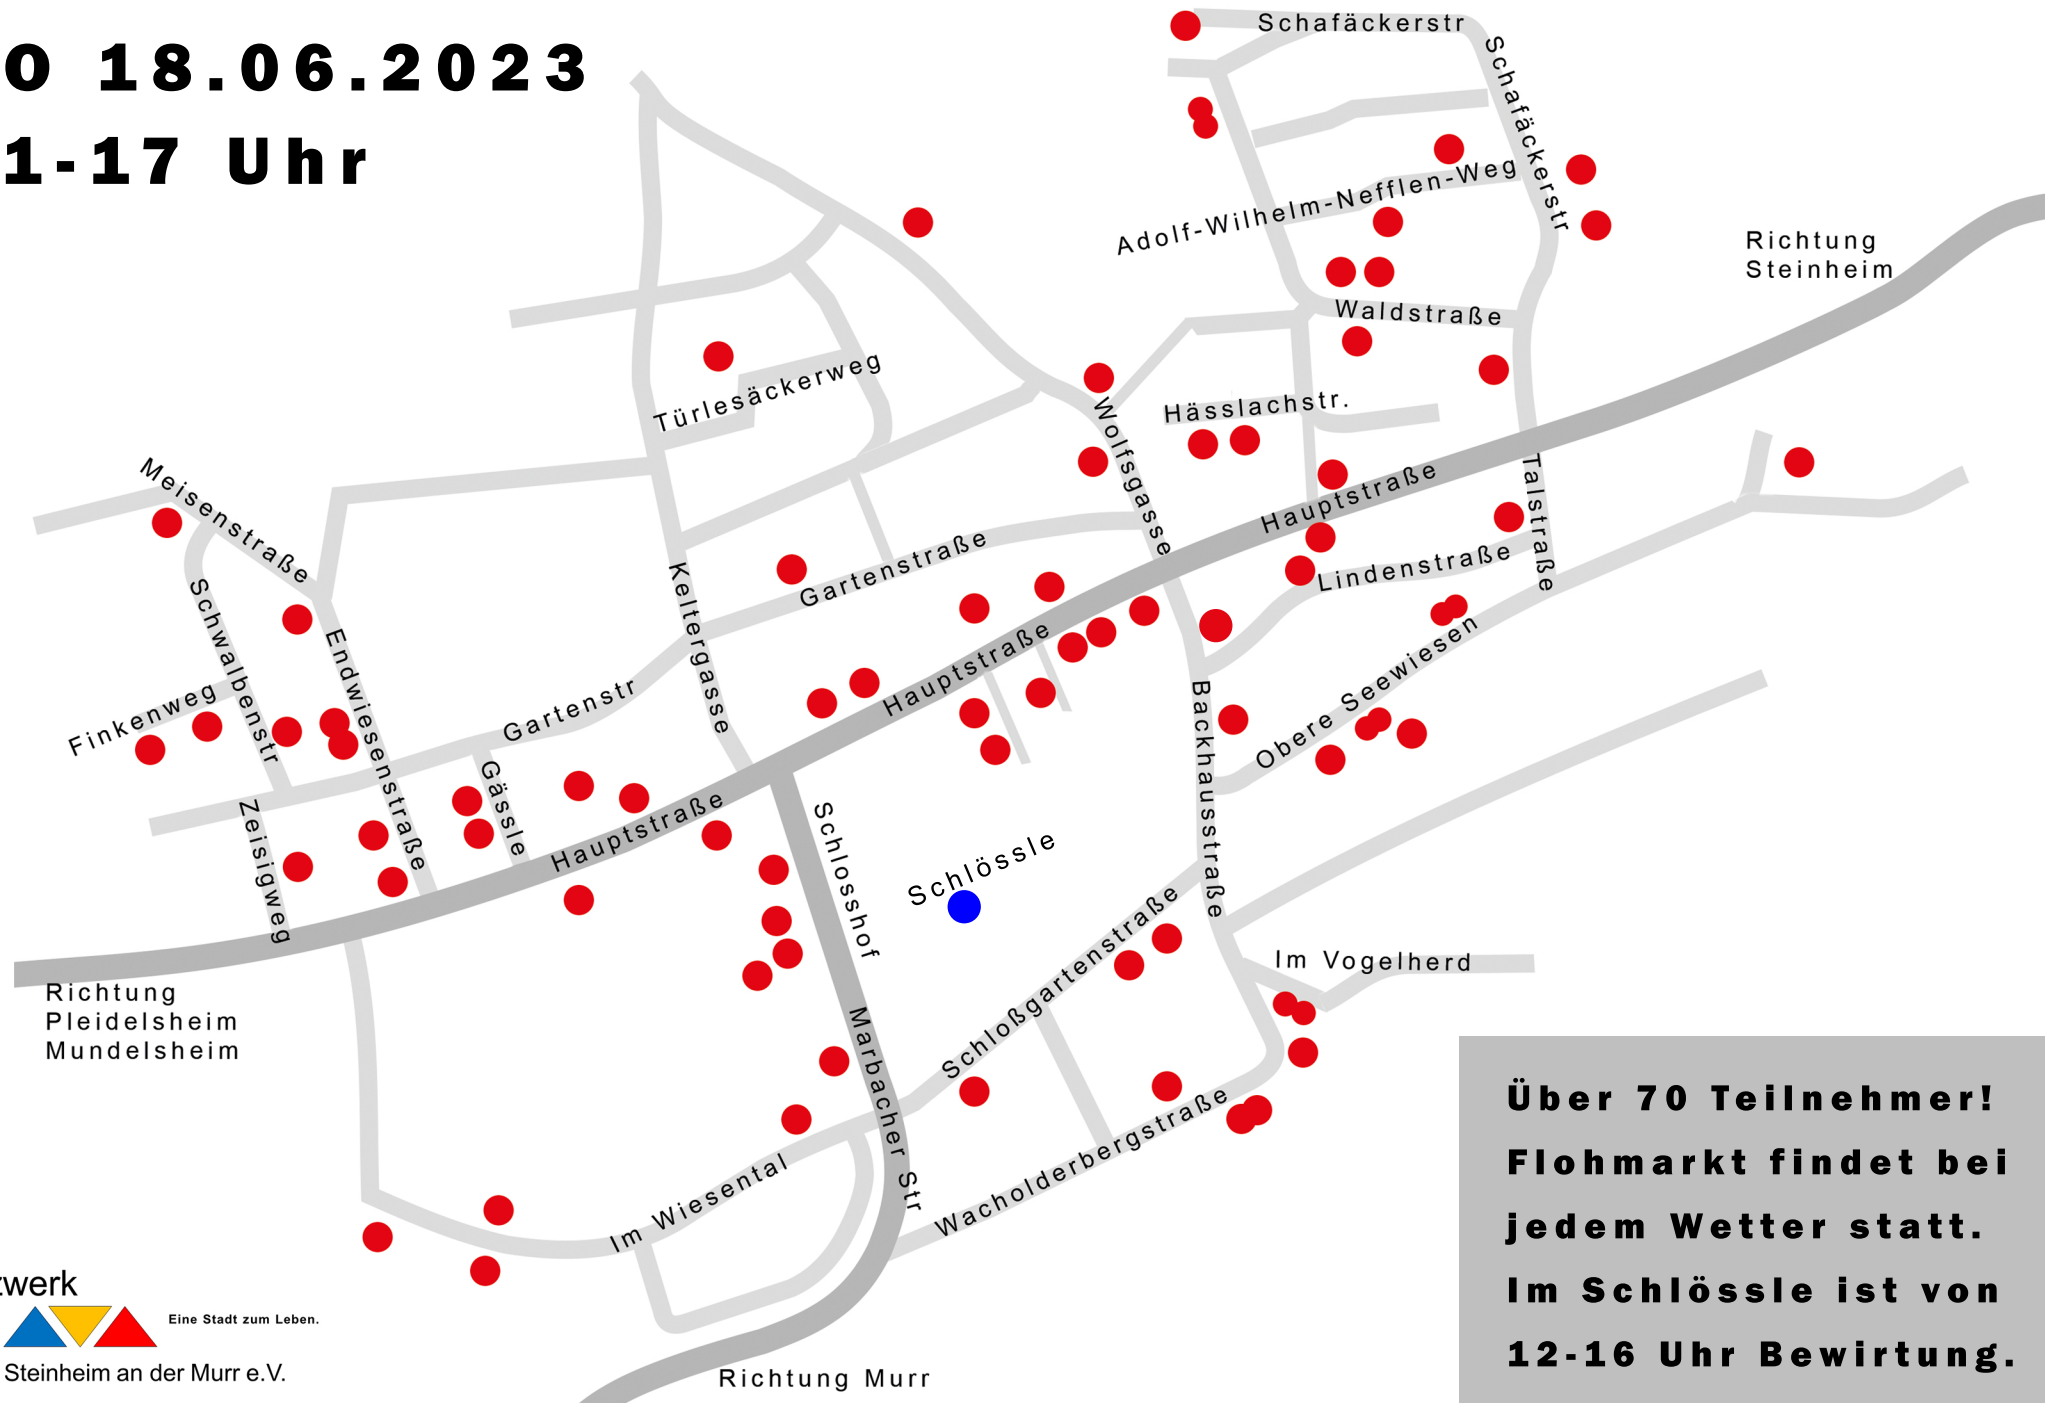 O 18.06.2023
1-17 Uhr
Schafäckerstr
Schafäckerstr
Adolf-Wilhelm-Nefflen-Weg
Richtung
Steinheim
Waldstraße
Türlesäckerweg
Hässlachstr.
Wolfsgasse
Meisenstraße
Hauptstraße
Talstraße
Gartenstraße
Lindenstraße
Keltergasse
Schwalbenstr
Endwiesenstraße
Hauptstraße
Finkenweg
Gartenstr
Obere Seewiesen
Backhausstraße
Gässle
Zeisigweg
Hauptstraße
Schlosshof
Schlössle
Schloßgartenstraße
Im Vogelherd
Richtung
Pleidelsheim
Mundelsheim
Marbacher Str
Im Wiesental
Wacholderbergstraße
Über 70 Teilnehmer!
Flohmarkt findet bei
jedem Wetter statt.
Im Schlössle ist von
12-16 Uhr Bewirtung.
zwerk
Eine Stadt zum Leben.
Steinheim an der Murr e.V.
Richtung Murr